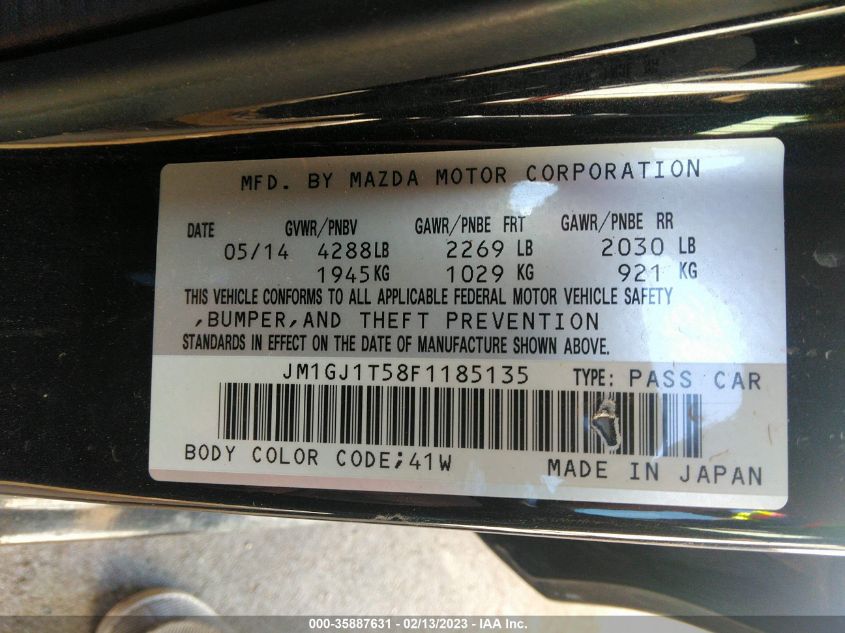 MFD. BY MAZDA MOTOR CORPORATION
DATE GVWR/PNBV GAWR/PNBE FRT GAWR/PNBE RR
05/14 4288LB 2269 LB 2030 LB
1945KG 1029 KG 921 KG
THIS VEHICLE CONFORMS TO ALL APPLICABLE FEDERAL MOTOR VEHICLE SAFETY
,BUMPER,AND THEFT PREVENTION
STANDARDS IN EFFECT ON THE DATE OF MANUFACTURE SHOWN ABOVE.
JM1GJ1T58F1185135 TYPE: PASS CAR
BODY COLOR CODE;41W MADE IN JAPAN
000-35887631 - 02/13/2023 - © IAA Inc.